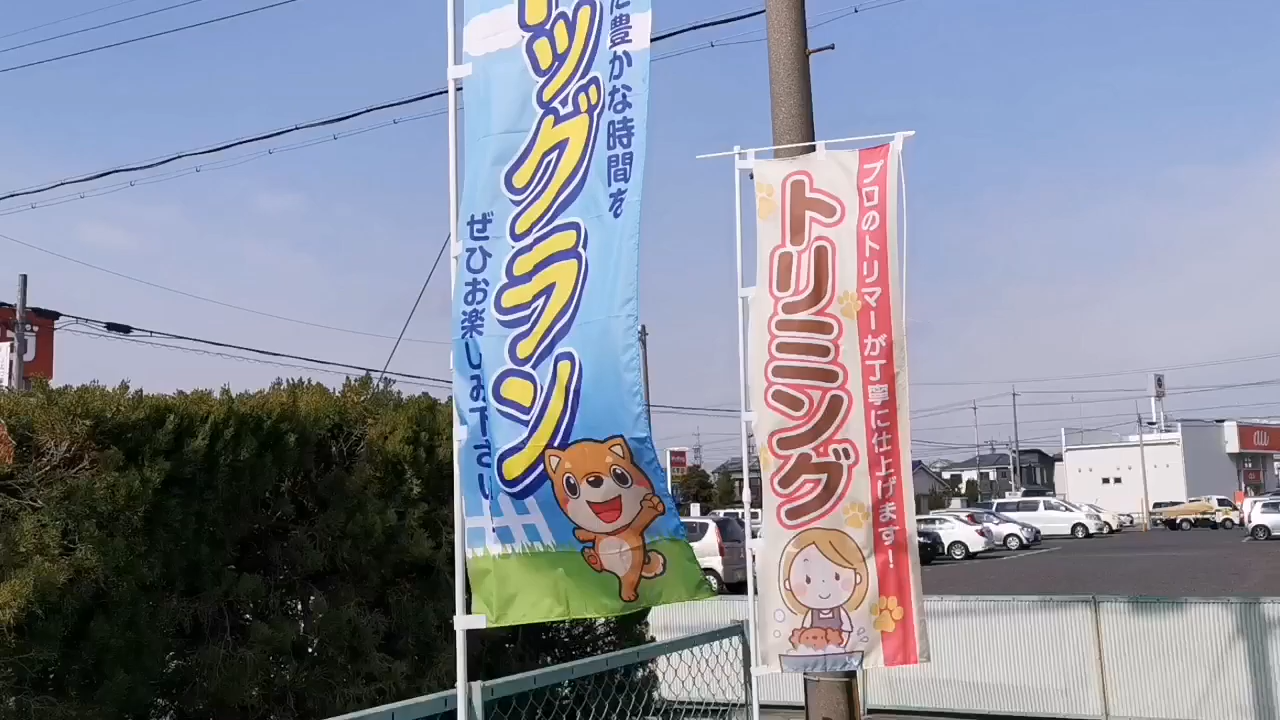 ッグラン
に豊かな時間を
ぜひお楽しみ下さい
トリミング
プロのトリマーが丁寧に仕上げます!
au